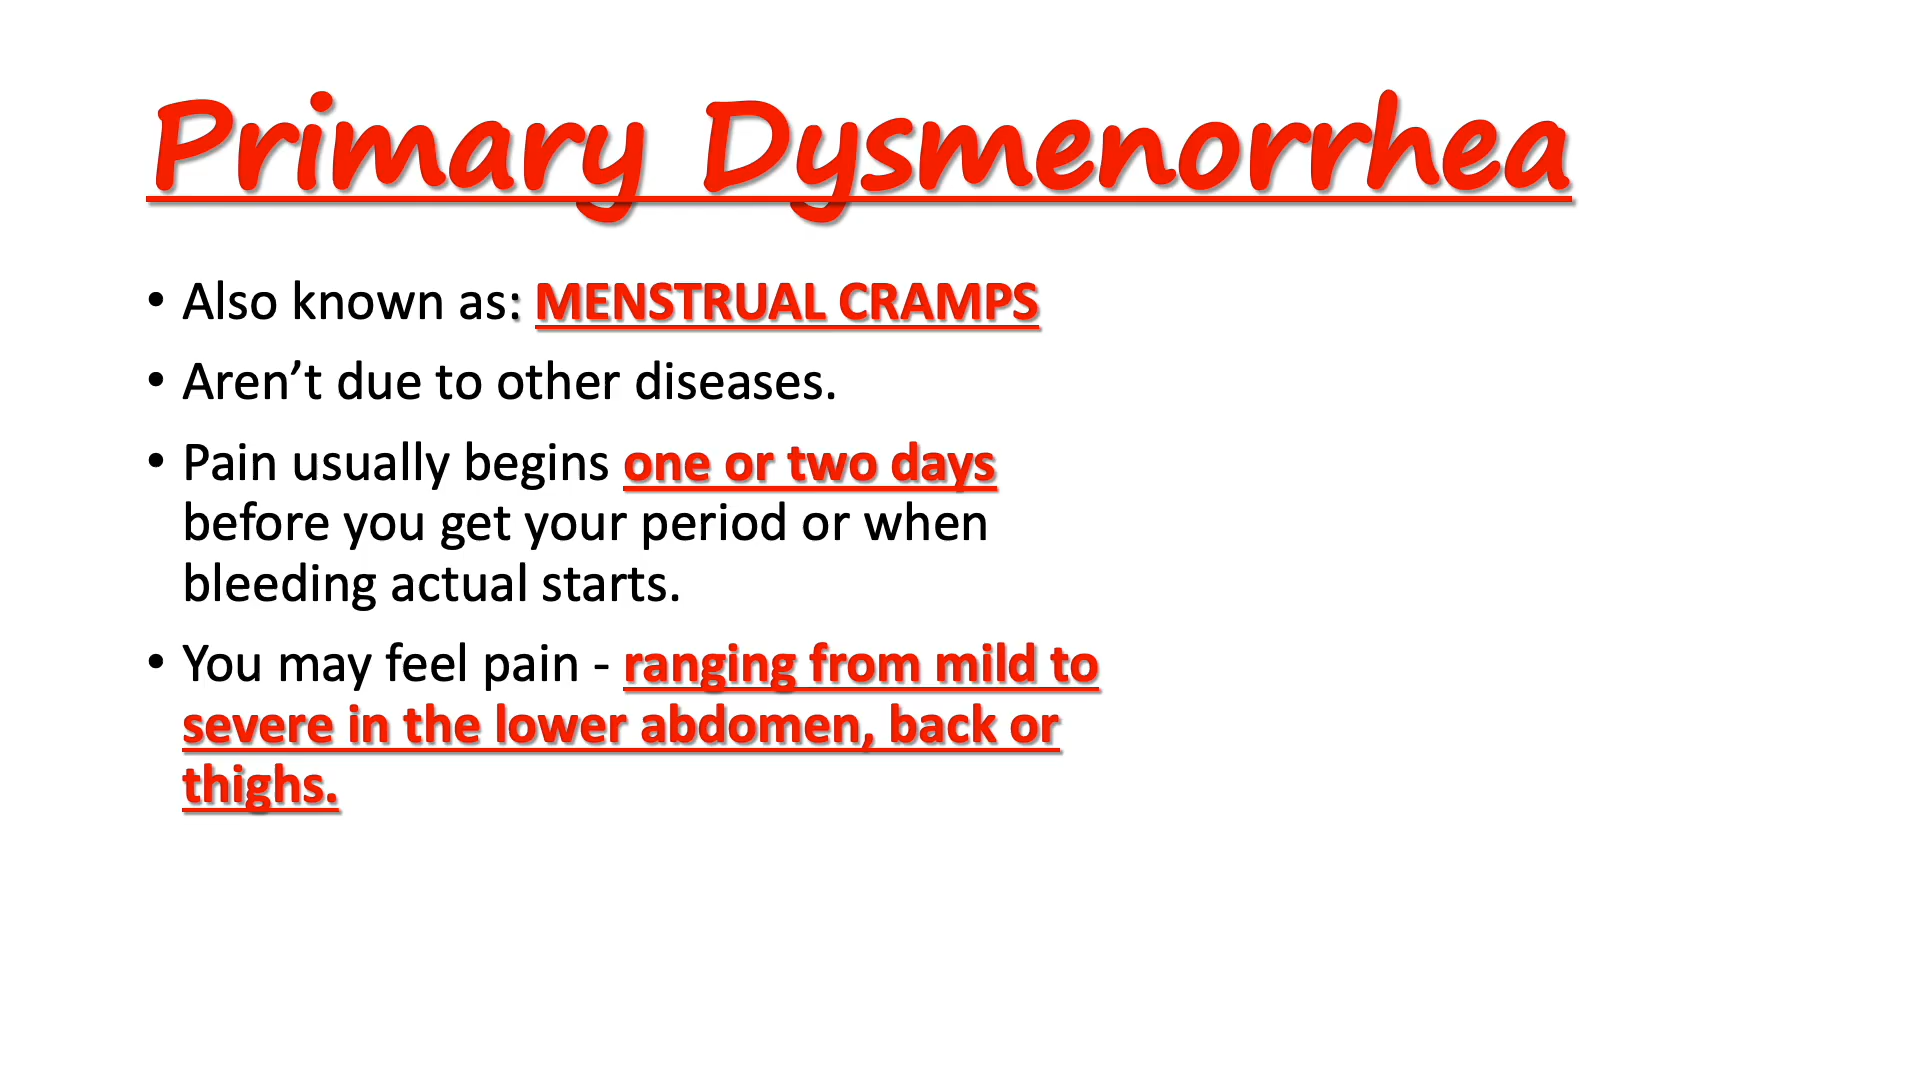 Primary Dysmenorrhea
• Also known as: MENSTRUAL CRAMPS
• Aren’t due to other diseases.
• Pain usually begins one or two days
before you get your period or when
bleeding actual starts.
• You may feel pain - ranging from mild to
severe in the lower abdomen, back or
thighs.